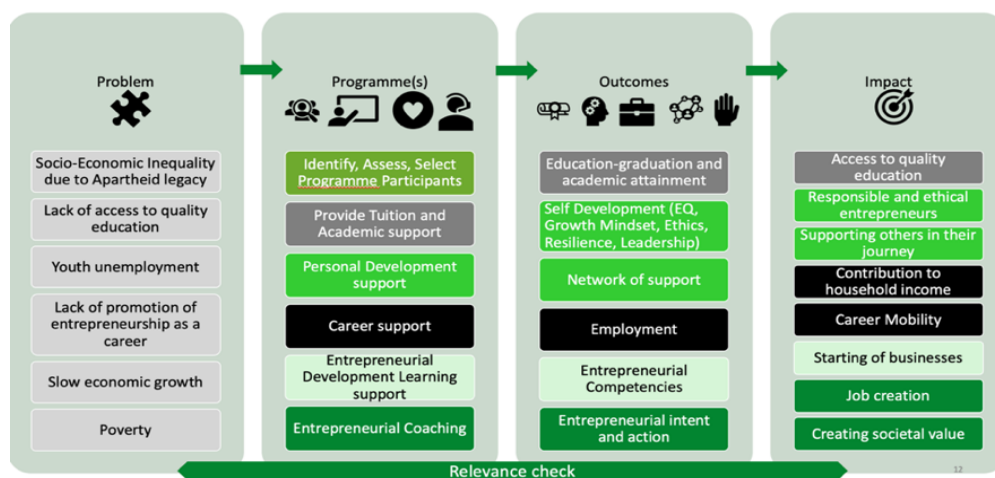 Problem
Socio-Economic Inequality
due to Apartheid legacy
Lack of access to quality
education
Youth unemployment
Lack of promotion of
entrepreneurship as a
career
Slow economic growth
Poverty
Programme(s)
Identify, Assess, Select
Programme Participants
Provide Tuition and
Academic support
Personal Development
support
Career support
Entrepreneurial
Development Learning
support
Entrepreneurial Coaching
Outcomes
Education-graduation and
academic attainment
Self Development (EQ,
Growth Mindset, Ethics,
Resilience, Leadership)
Network of support
Employment
Entrepreneurial
Competencies
Entrepreneurial intent
and action
Impact
Access to quality
education
Responsible and ethical
entrepreneurs
Supporting others in their
journey
Contribution to
household income
Career Mobility
Starting of businesses
Job creation
Creating societal value
Relevance check
12